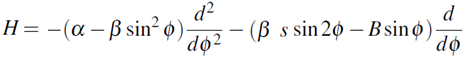 H = −(α − β sin² ϕ) d²/dϕ² − (β s sin 2ϕ − B sin ϕ) d/dϕ